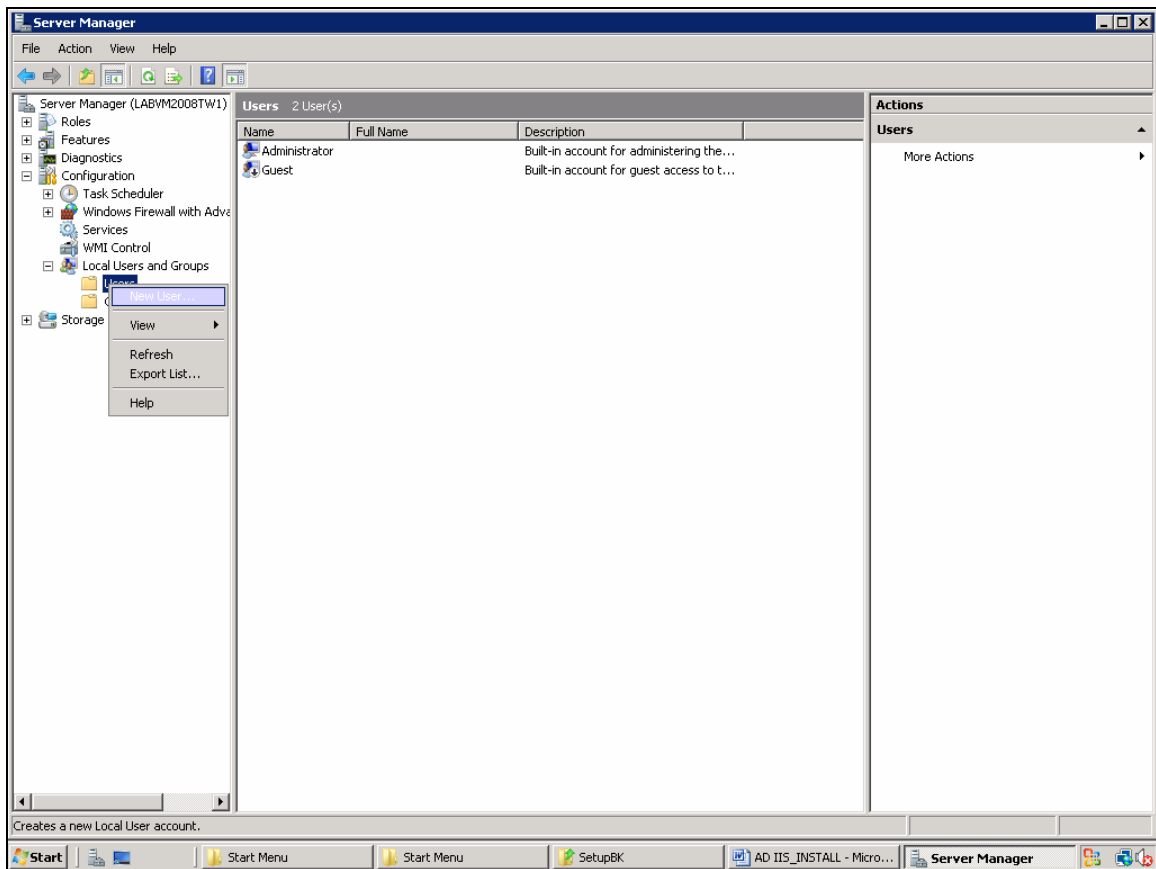 Server Manager
File Action View Help
Server Manager (LABVM2008TW1)
Roles
Features
Diagnostics
Configuration
Task Scheduler
Windows Firewall with Adva
Services
WMI Control
Local Users and Groups
Users
Storage
New User...
View
Refresh
Export List...
Help
Users 2 User(s)
Name Full Name Description
Administrator Built-in account for administering the...
Guest Built-in account for guest access to t...
Actions
Users
More Actions
Creates a new Local User account.
Start Start Menu Start Menu SetupBK AD IIS_INSTALL - Micro... Server Manager